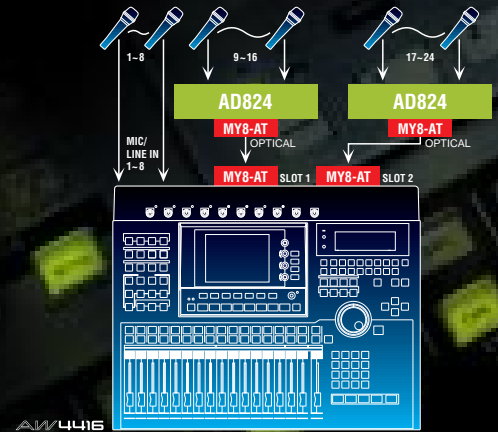 1~8
9~16
17~24
AD824
AD824
MY8-AT
MY8-AT
OPTICAL
OPTICAL
MIC/
LINE IN
1~8
MY8-AT SLOT 1 MY8-AT SLOT 2
AW4416